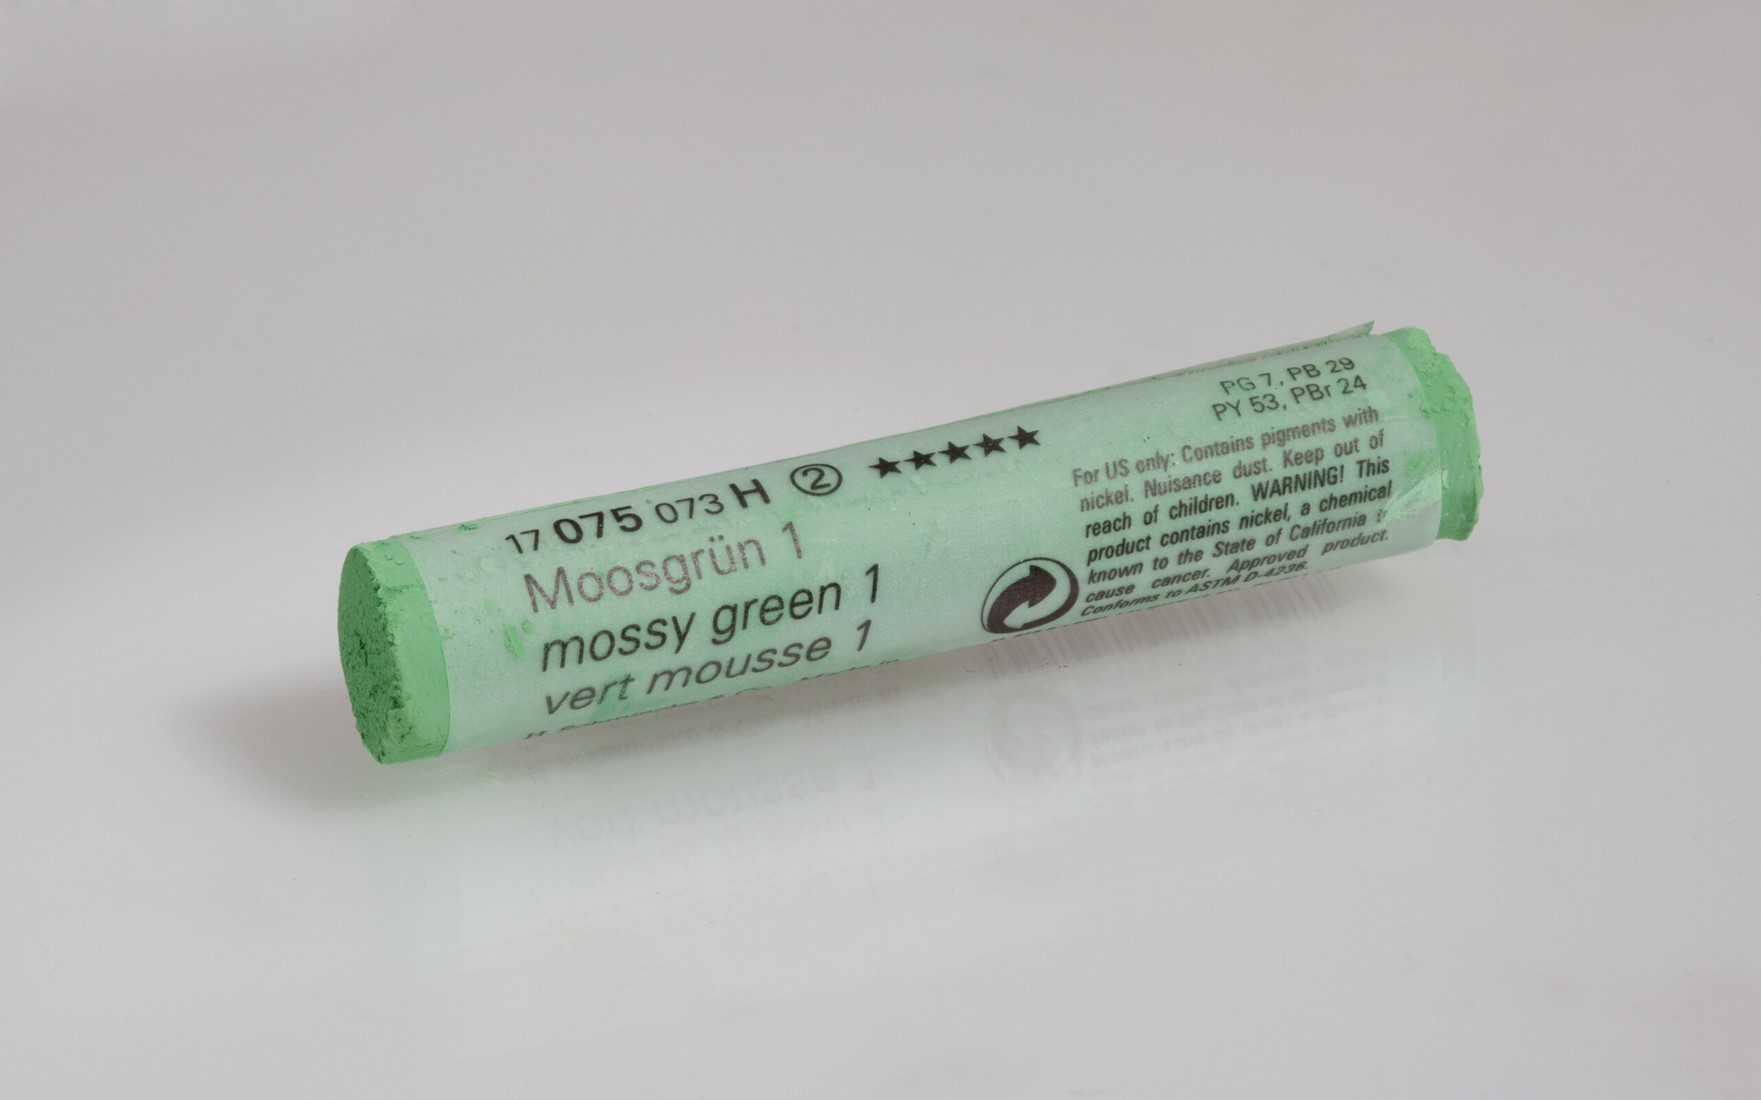 17 075 073 H ② ★★★★★
Moosgrün 1
mossy green 1
vert mousse 1
PG 7, PB 29
PY 53, PBr 24
For US only: Contains pigments with
nickel. Nuisance dust. Keep out of
reach of children. WARNING! This
product contains nickel, a chemical
known to the State of California
cause cancer. Approved product.
Conforms to ASTM D-4236.